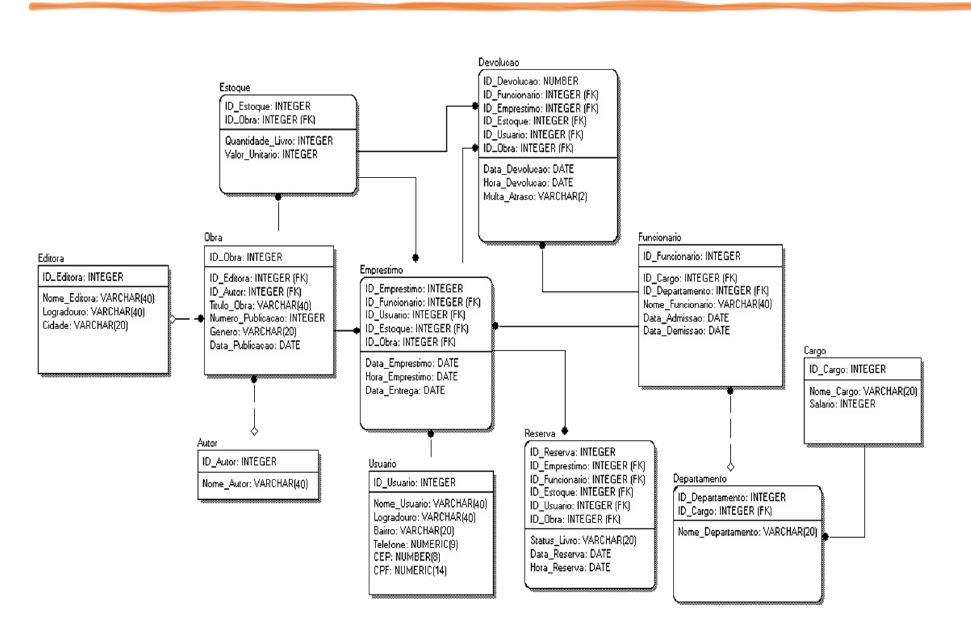 Devolucao
ID_Devolucao: NUMBER
ID_Funcionario: INTEGER (FK)
ID_Emprestimo: INTEGER (FK)
ID_Estoque: INTEGER (FK)
ID_Usuario: INTEGER (FK)
ID_Obra: INTEGER (FK)
Data_Devolucao: DATE
Hora_Devolucao: DATE
Multa_Atraso: VARCHAR(2)
Estoque
ID_Estoque: INTEGER
ID_Obra: INTEGER (FK)
Quantidade_Livro: INTEGER
Valor_Unitario: INTEGER
Editora
ID_Editora: INTEGER
Nome_Editora: VARCHAR(40)
Logradouro: VARCHAR(40)
Cidade: VARCHAR(20)
Obra
ID_Obra: INTEGER
ID_Editora: INTEGER (FK)
ID_Autor: INTEGER (FK)
Titulo_Obra: VARCHAR(40)
Numero_Publicacao: INTEGER
Genero: VARCHAR(20)
Data_Publicacao: DATE
Emprestimo
ID_Emprestimo: INTEGER
ID_Funcionario: INTEGER (FK)
ID_Usuario: INTEGER (FK)
ID_Estoque: INTEGER (FK)
ID_Obra: INTEGER (FK)
Data_Emprestimo: DATE
Hora_Emprestimo: DATE
Data_Entrega: DATE
Funcionario
ID_Funcionario: INTEGER
ID_Cargo: INTEGER (FK)
ID_Departamento: INTEGER (FK)
Nome_Funcionario: VARCHAR(40)
Data_Admissao: DATE
Data_Demissao: DATE
Cargo
ID_Cargo: INTEGER
Nome_Cargo: VARCHAR(20)
Salario: INTEGER
Autor
ID_Autor: INTEGER
Nome_Autor: VARCHAR(40)
Usuario
ID_Usuario: INTEGER
Nome_Usuario: VARCHAR(40)
Logradouro: VARCHAR(40)
Bairro: VARCHAR(20)
Telefone: NUMERIC(9)
CEP: NUMBER(8)
CPF: NUMERIC(14)
Reserva
ID_Reserva: INTEGER
ID_Emprestimo: INTEGER (FK)
ID_Funcionario: INTEGER (FK)
ID_Estoque: INTEGER (FK)
ID_Usuario: INTEGER (FK)
ID_Obra: INTEGER (FK)
Status_Livro: VARCHAR(20)
Data_Reserva: DATE
Hora_Reserva: DATE
Departamento
ID_Departamento: INTEGER
ID_Cargo: INTEGER (FK)
Nome_Departamento: VARCHAR(20)